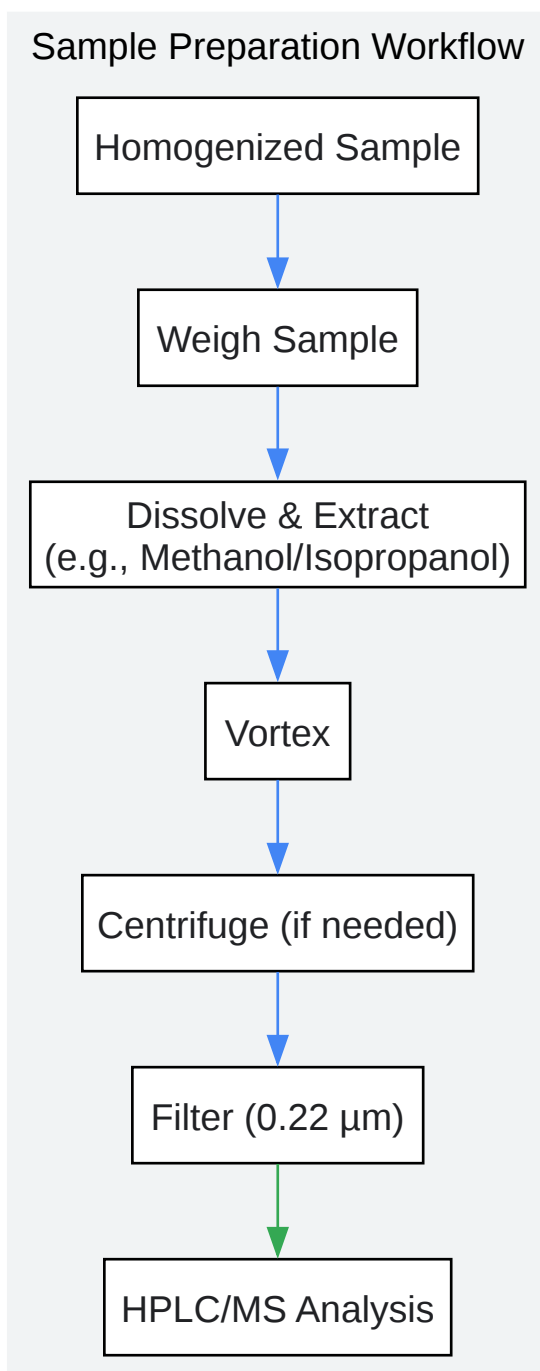 Sample Preparation Workflow
Homogenized Sample
Weigh Sample
Dissolve & Extract
(e.g., Methanol/Isopropanol)
Vortex
Centrifuge (if needed)
Filter (0.22 µm)
HPLC/MS Analysis